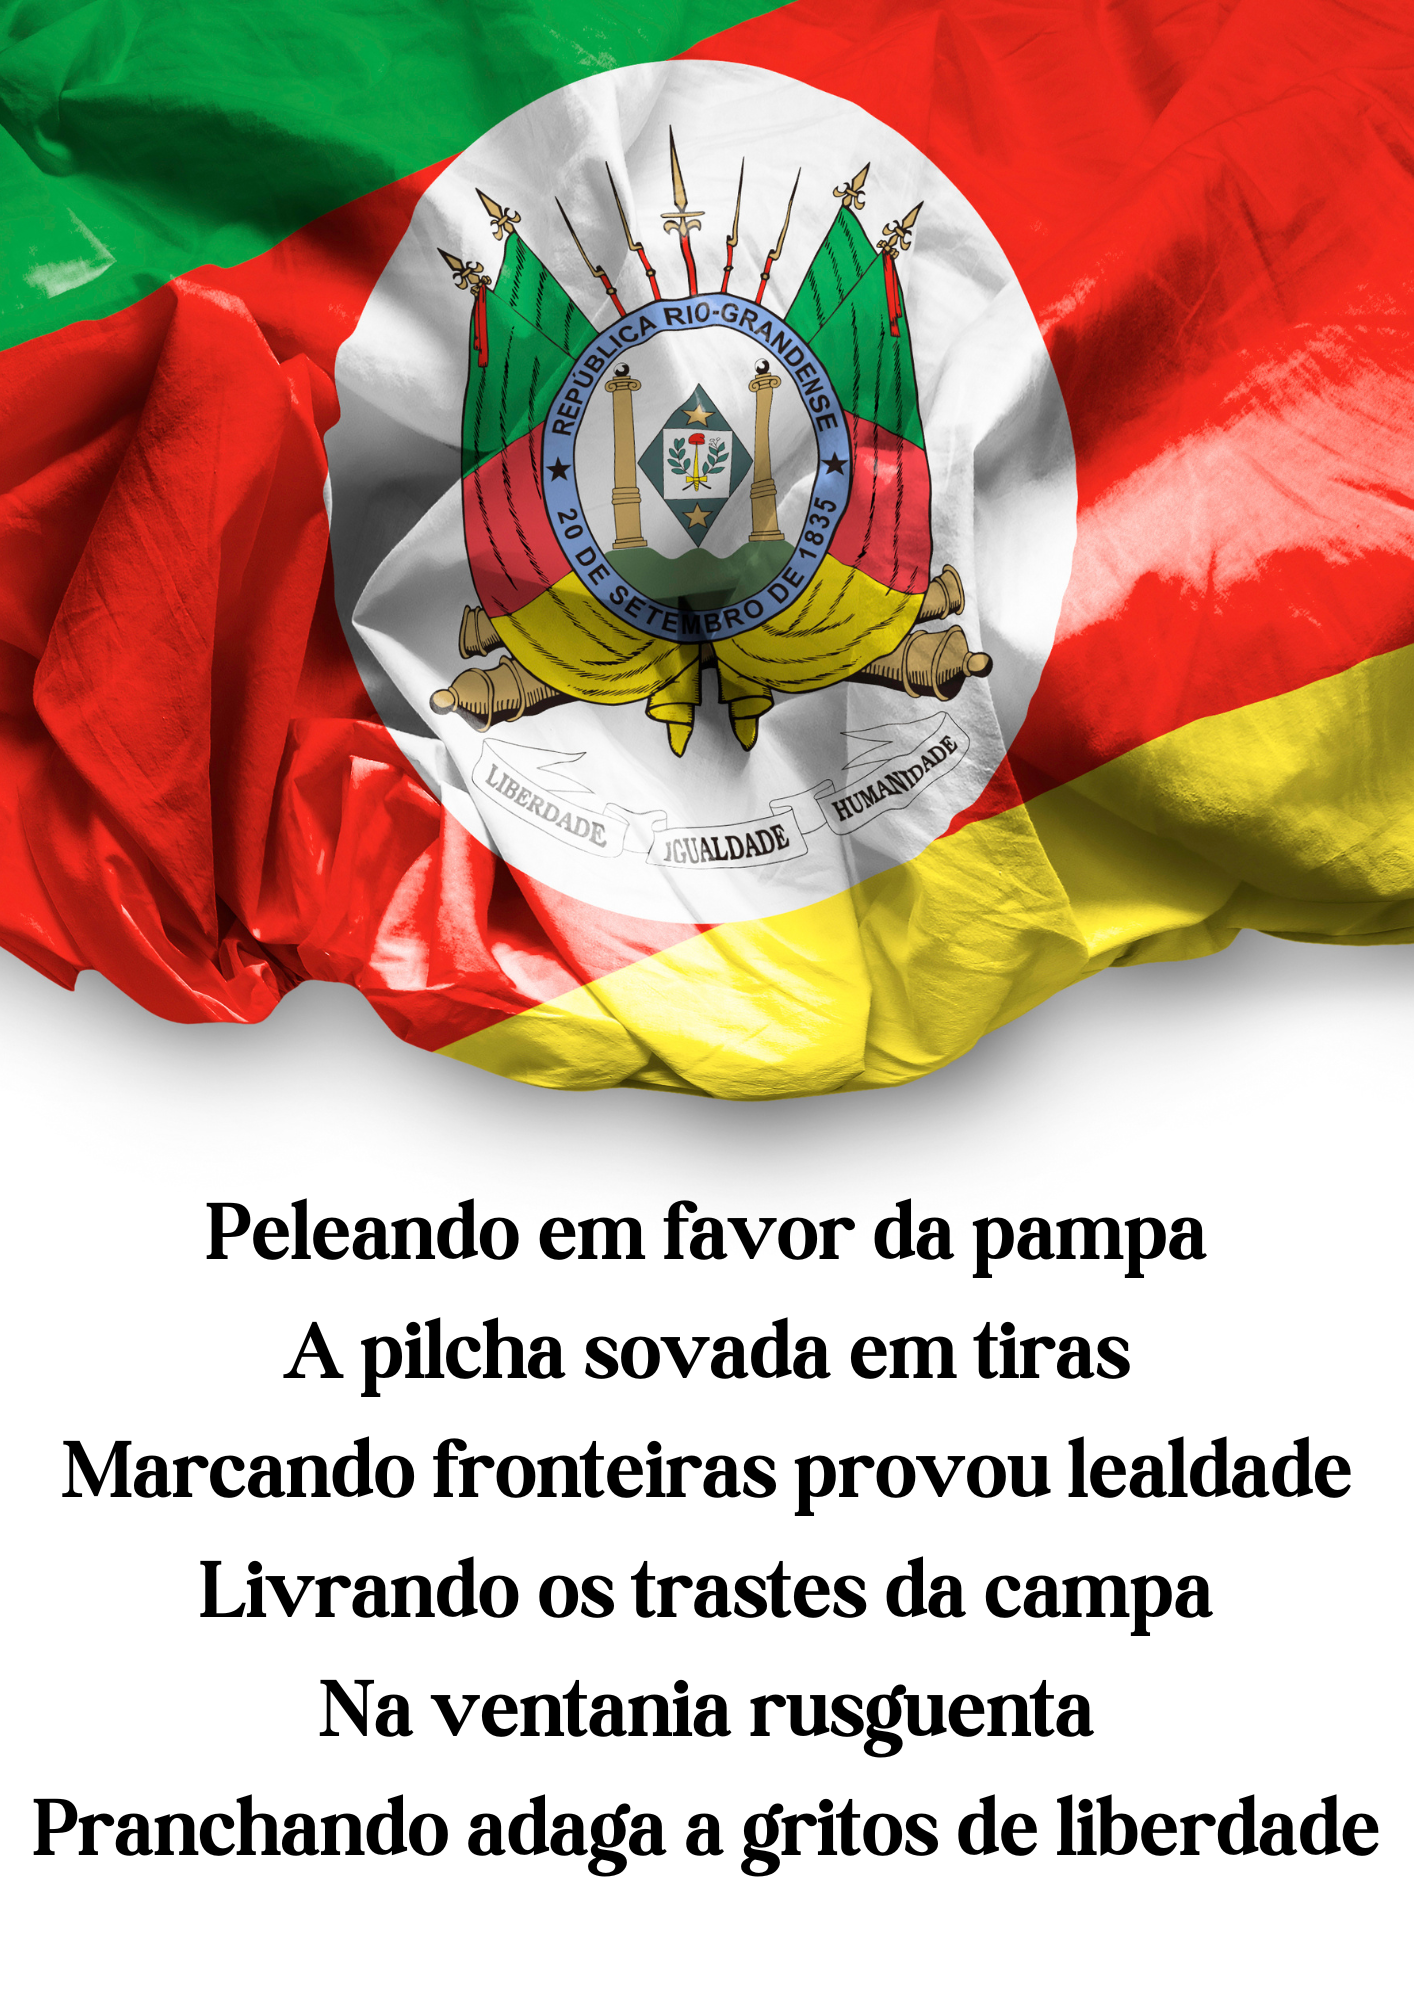 REPÚBLICA RIO-GRANDENSE
★ ★
20 DE SETEMBRO DE 1835
LIBERDADE IGUALDADE HUMANIDADE
Peleando em favor da pampa
A pilcha sovada em tiras
Marcando fronteiras provou lealdade
Livrando os trastes da campa
Na ventania rusguenta
Pranchando adaga a gritos de liberdade